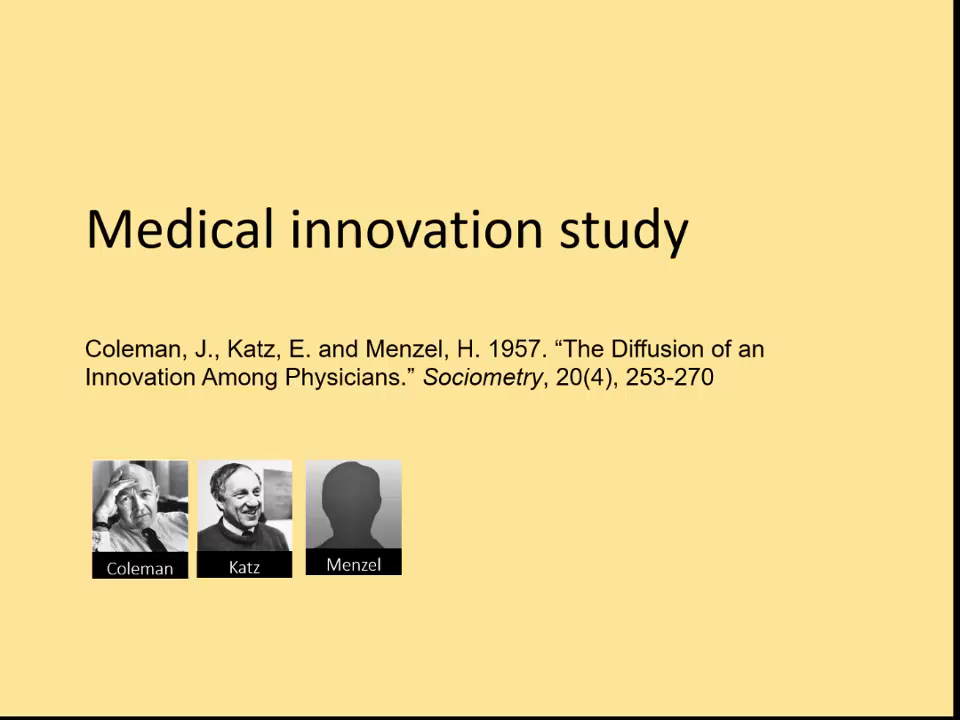 Medical innovation study
Coleman, J., Katz, E. and Menzel, H. 1957. “The Diffusion of an
Innovation Among Physicians.” Sociometry, 20(4), 253-270
Coleman
Katz
Menzel